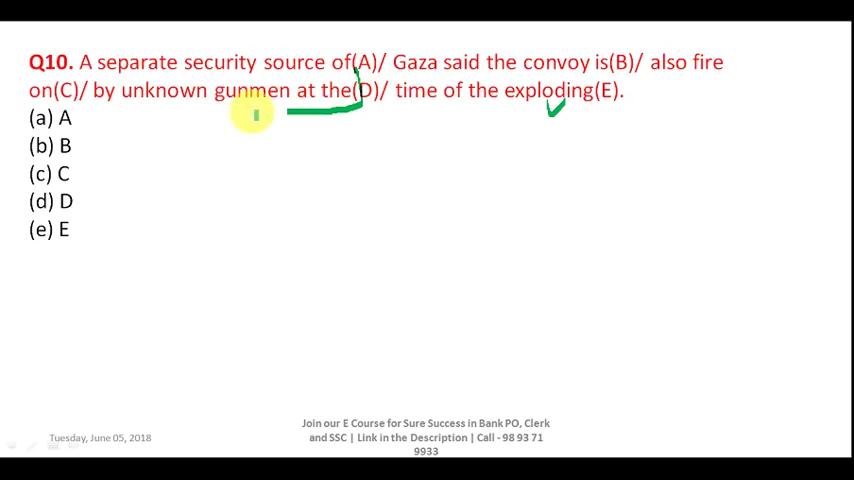 Q10. A separate security source of(A)/ Gaza said the convoy is(B)/ also fire
on(C)/ by unknown gunmen at the(D)/ time of the exploding(E).
(a) A
(b) B
(c) C
(d) D
(e) E
Join our E Course for Sure Success in Bank PO, Clerk
Tuesday, June 05, 2018
and SSC | Link in the Description | Call - 98 93 71
9933